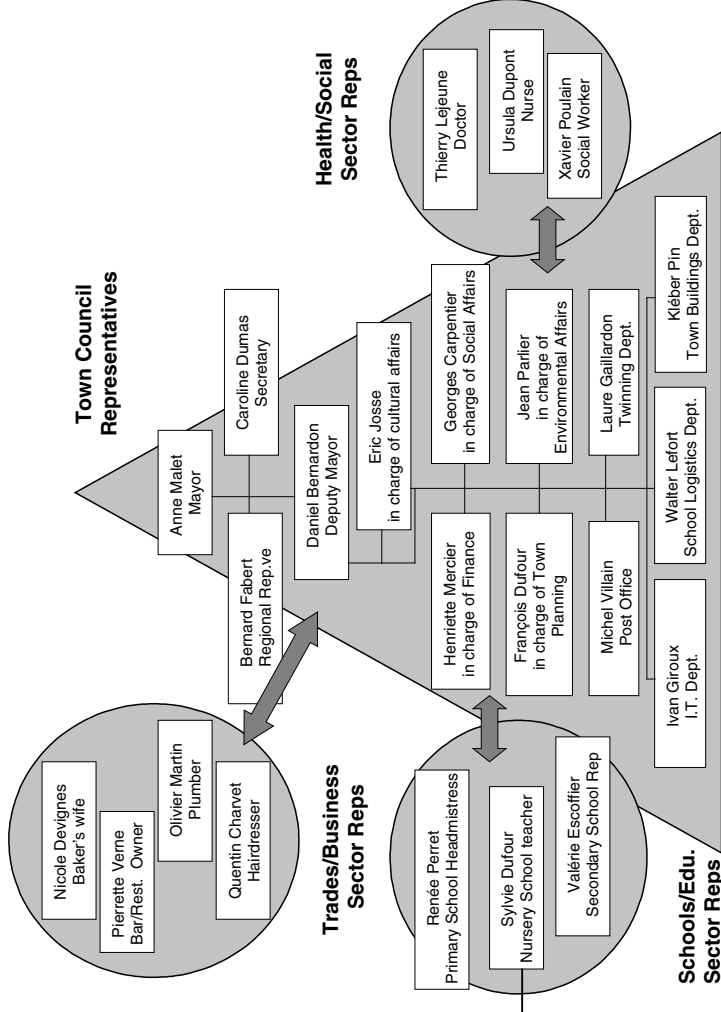 Town Council
Representatives
Anne Malet
Mayor
Bernard Fabert
Regional Rep.ve
Caroline Dumas
Secretary
Daniel Bernardon
Deputy Mayor
Eric Josse
in charge of cultural affairs
Henriette Mercier
in charge of Finance
Georges Carpentier
in charge of Social Affairs
François Dufour
in charge of Town
Planning
Jean Parlier
in charge of
Environmental Affairs
Michel Villain
Post Office
Laure Gaillardon
Twinning Dept.
Ivan Giroux
I.T. Dept.
Walter Lefort
School Logistics Dept.
Kléber Pin
Town Buildings Dept.
Nicole Devignes
Baker's wife
Pierrette Verne
Bar/Rest. Owner
Olivier Martin
Plumber
Quentin Charvet
Hairdresser
Trades/Business
Sector Reps
Renée Perret
Primary School Headmistress
Sylvie Dufour
Nursery School teacher
Valérie Escoffier
Secondary School Rep
Schools/Edu.
Sector Reps
Health/Social
Sector Reps
Thierry Lejeune
Doctor
Ursula Dupont
Nurse
Xavier Poulain
Social Worker